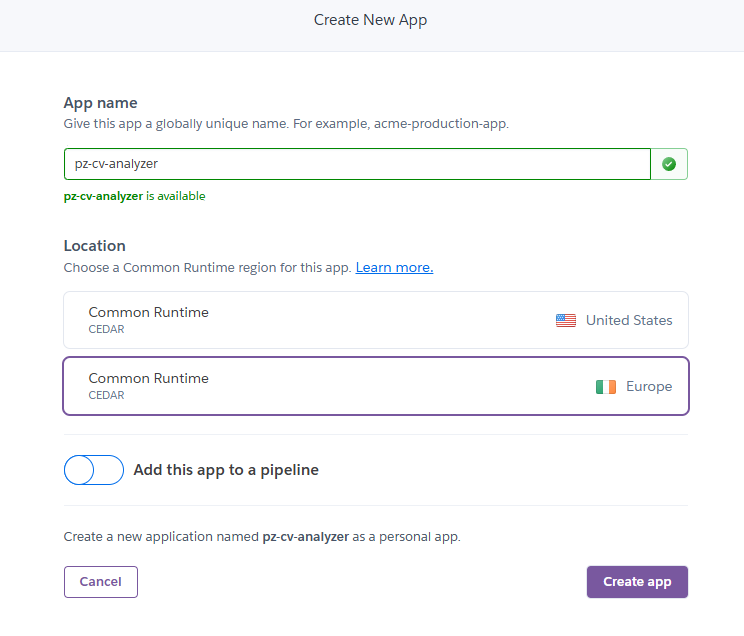 Create New App
App name
Give this app a globally unique name. For example, acme-production-app.
pz-cv-analyzer
pz-cv-analyzer is available
Location
Choose a Common Runtime region for this app. Learn more.
Common Runtime
CEDAR
United States
Common Runtime
CEDAR
Europe
Add this app to a pipeline
Create a new application named pz-cv-analyzer as a personal app.
Cancel
Create app